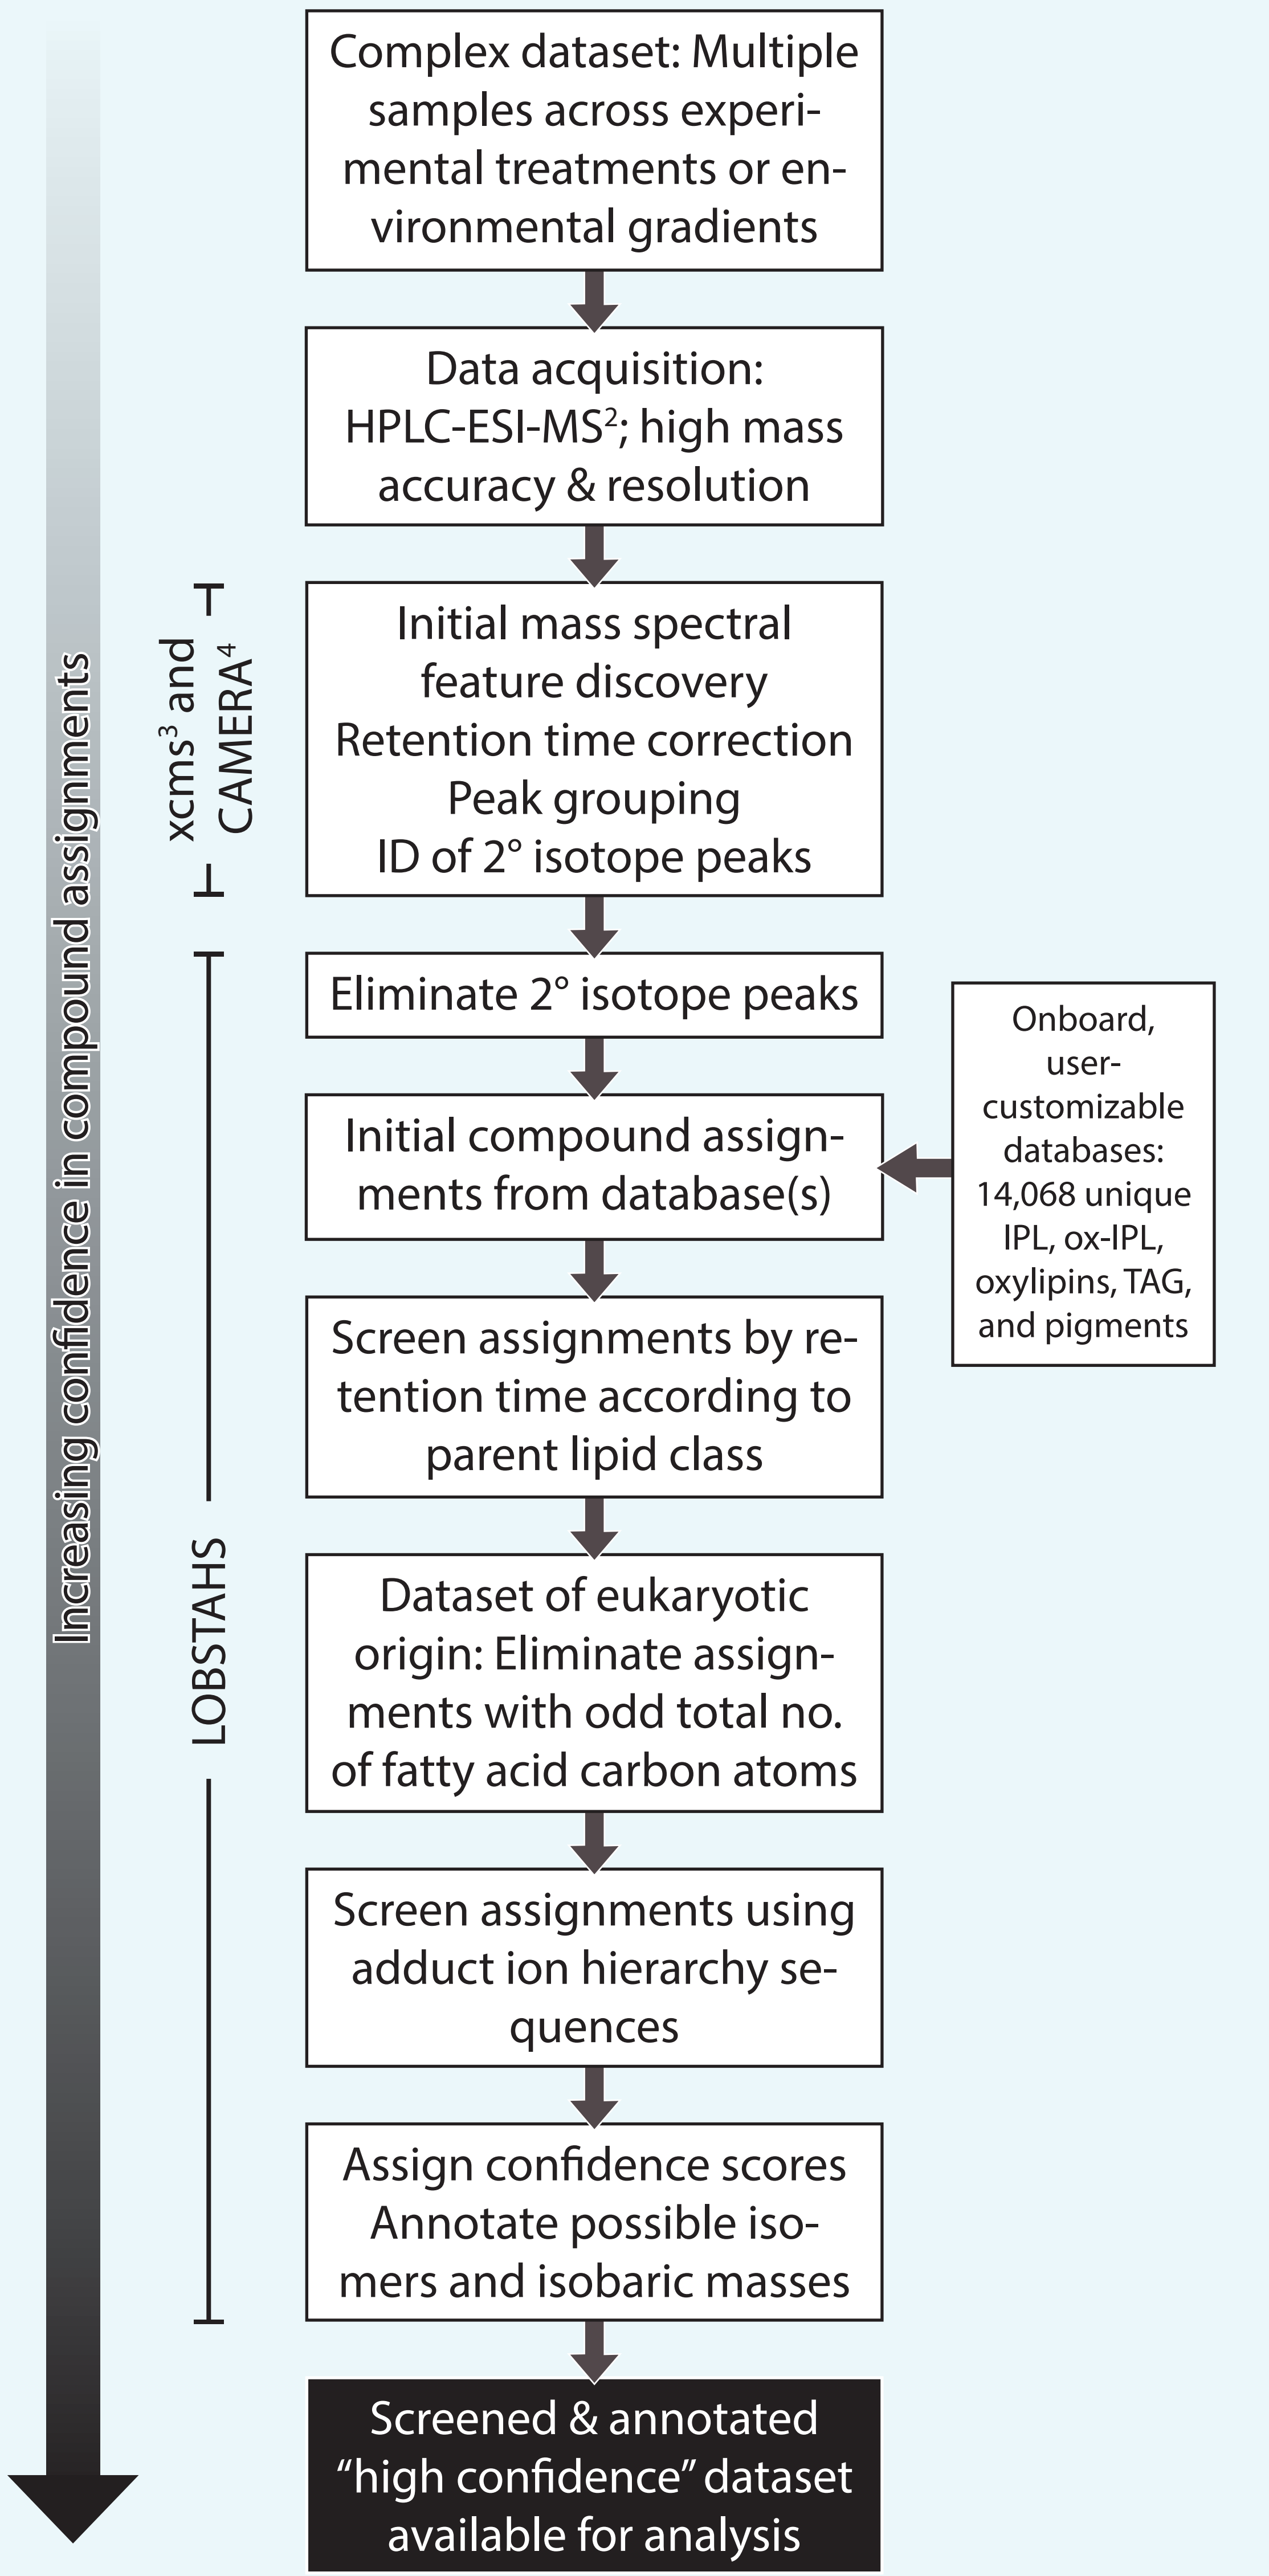 Complex dataset: Multiple
samples across experi-
mental treatments or en-
vironmental gradients
Data acquisition:
HPLC-ESI-MS²; high mass
accuracy & resolution
Initial mass spectral
feature discovery
Retention time correction
Peak grouping
ID of 2° isotope peaks
xcms³ and
CAMERA⁴
Eliminate 2° isotope peaks
Initial compound assign-
ments from database(s)
Onboard,
user-
customizable
databases:
14,068 unique
IPL, ox-IPL,
oxylipins, TAG,
and pigments
Screen assignments by re-
tention time according to
parent lipid class
Dataset of eukaryotic
origin: Eliminate assign-
ments with odd total no.
of fatty acid carbon atoms
Screen assignments using
adduct ion hierarchy se-
quences
Assign confidence scores
Annotate possible iso-
mers and isobaric masses
LOBSTAHS
Screened & annotated
“high confidence” dataset
available for analysis
Increasing confidence in compound assignments